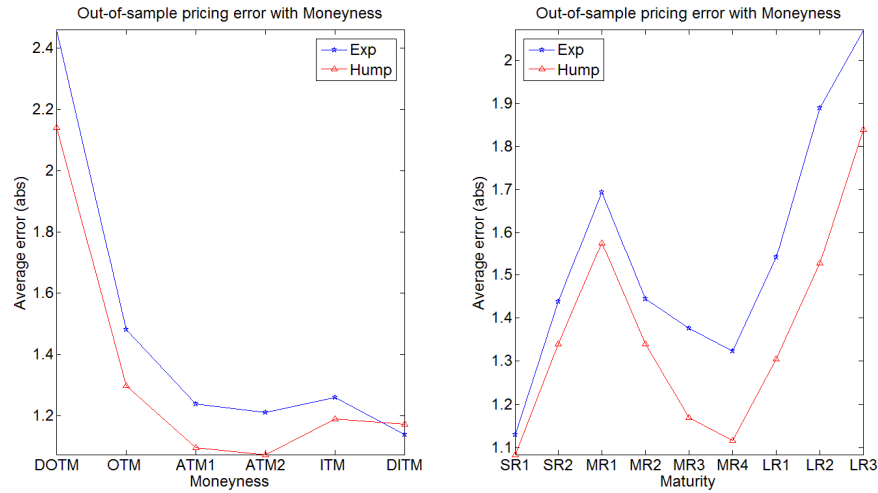 Out-of-sample pricing error with Moneyness
Exp
Hump
2.4
2.2
2
1.8
1.6
1.4
1.2
Average error (abs)
DOTM OTM ATM1 ATM2 ITM DITM
Moneyness
Out-of-sample pricing error with Moneyness
Exp
Hump
2
1.9
1.8
1.7
1.6
1.5
1.4
1.3
1.2
1.1
Average error (abs)
SR1 SR2 MR1 MR2 MR3 MR4 LR1 LR2 LR3
Maturity